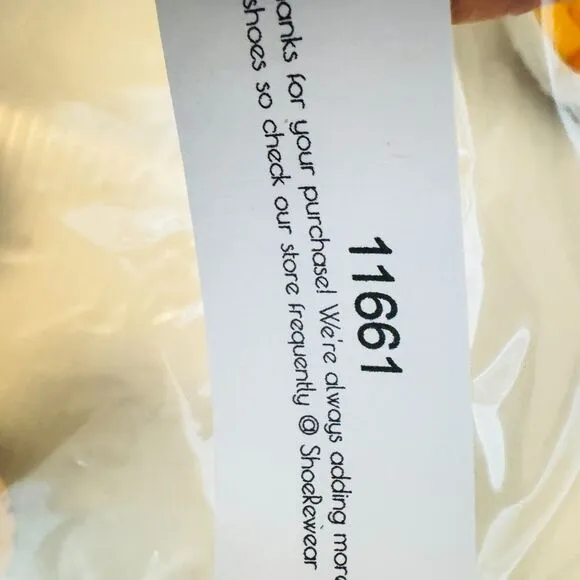 11661
anks for your purchase! We're always adding more
shoes so check our store frequently @ ShoeRewear